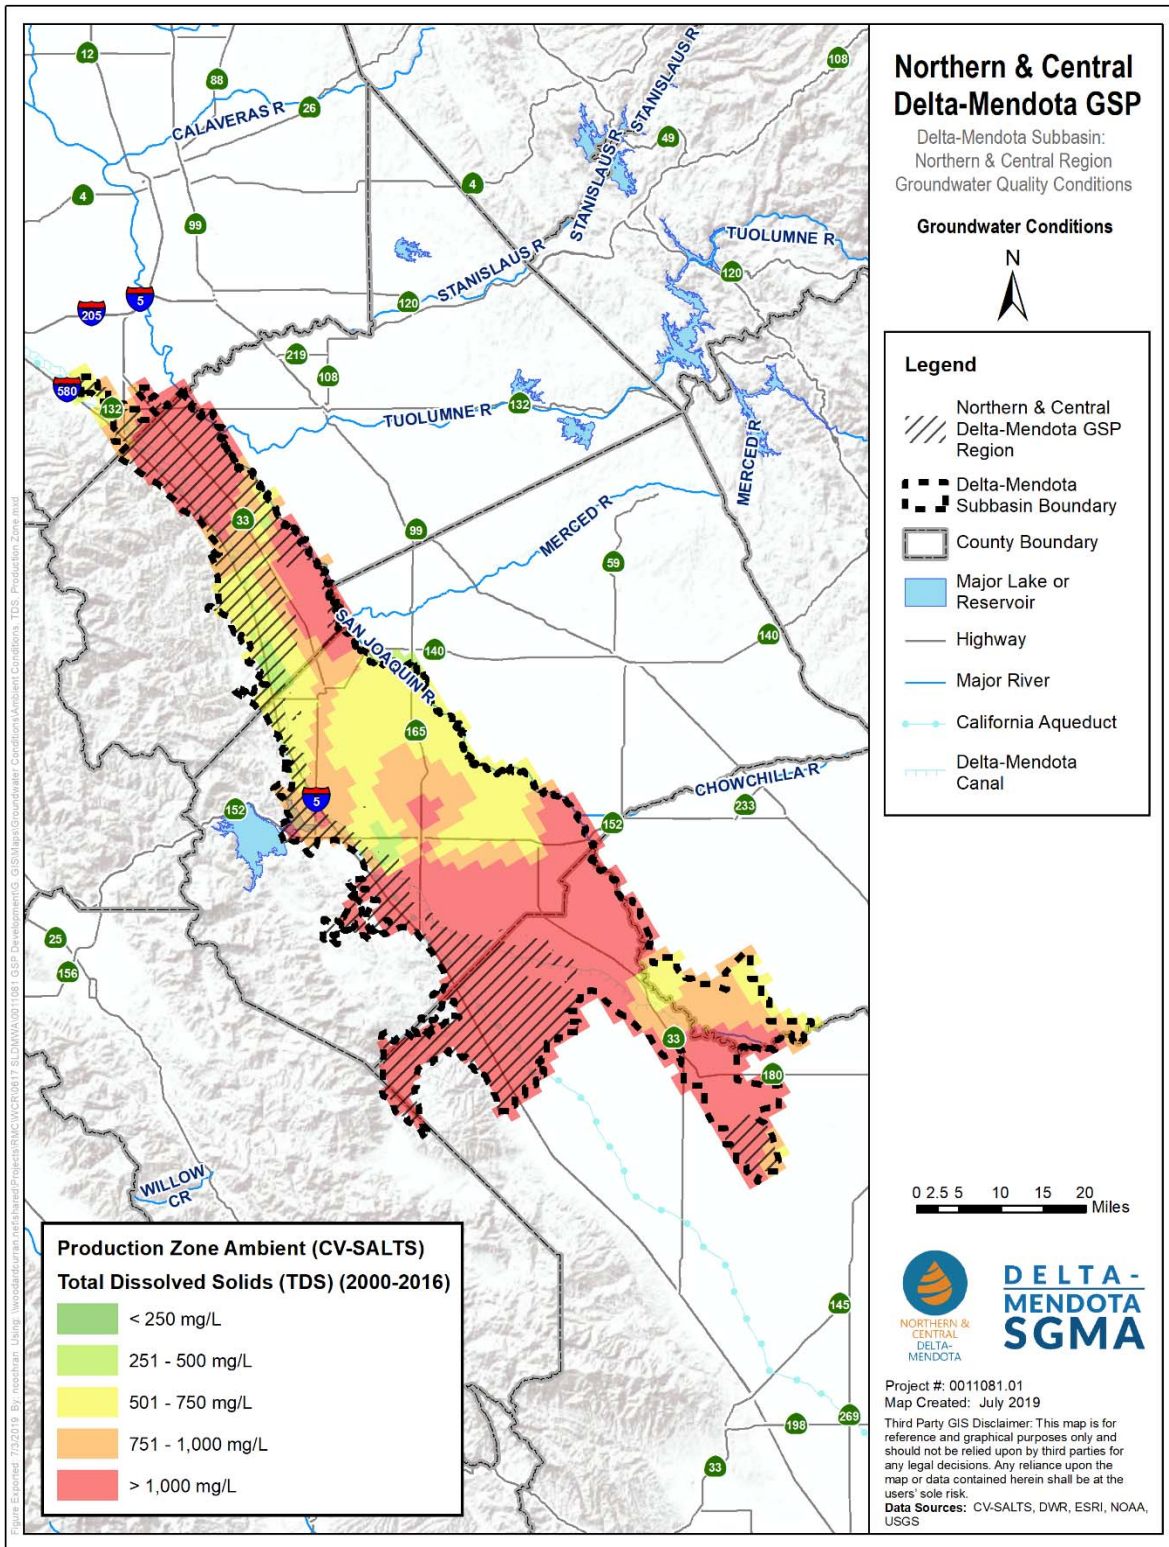 Northern & Central
Delta-Mendota GSP
Delta-Mendota Subbasin:
Northern & Central Region
Groundwater Quality Conditions
Groundwater Conditions
N
Legend
Northern & Central
Delta-Mendota GSP
Region
Delta-Mendota
Subbasin Boundary
County Boundary
Major Lake or
Reservoir
Highway
Major River
California Aqueduct
Delta-Mendota
Canal
0 2.5 5 10 15 20
Miles
NORTHERN &
CENTRAL
DELTA-
MENDOTA
DELTA-
MENDOTA
SGMA
Project #: 0011081.01
Map Created: July 2019
Third Party GIS Disclaimer: This map is for
reference and graphical purposes only and
should not be relied upon by third parties for
any legal decisions. Any reliance upon the
map or data contained herein shall be at the
users' sole risk.
Data Sources: CV-SALTS, DWR, ESRI, NOAA,
USGS
12
88
108
26
CALAVERAS R
STANISLAUS R
49
4
4
STANISLAUS R
99
TUOLUMNE R
STANISLAUS R
120
5
120
205
219
108
580
132
TUOLUMNE R
132
MERCED R
33
99
MERCED R
59
SAN JOAQUIN R
140
140
165
5
152
CHOWCHILLA R
233
152
25
156
33
180
WILLOW
CR
145
269
198
33
Production Zone Ambient (CV-SALTS)
Total Dissolved Solids (TDS) (2000-2016)
< 250 mg/L
251 - 500 mg/L
501 - 750 mg/L
751 - 1,000 mg/L
> 1,000 mg/L